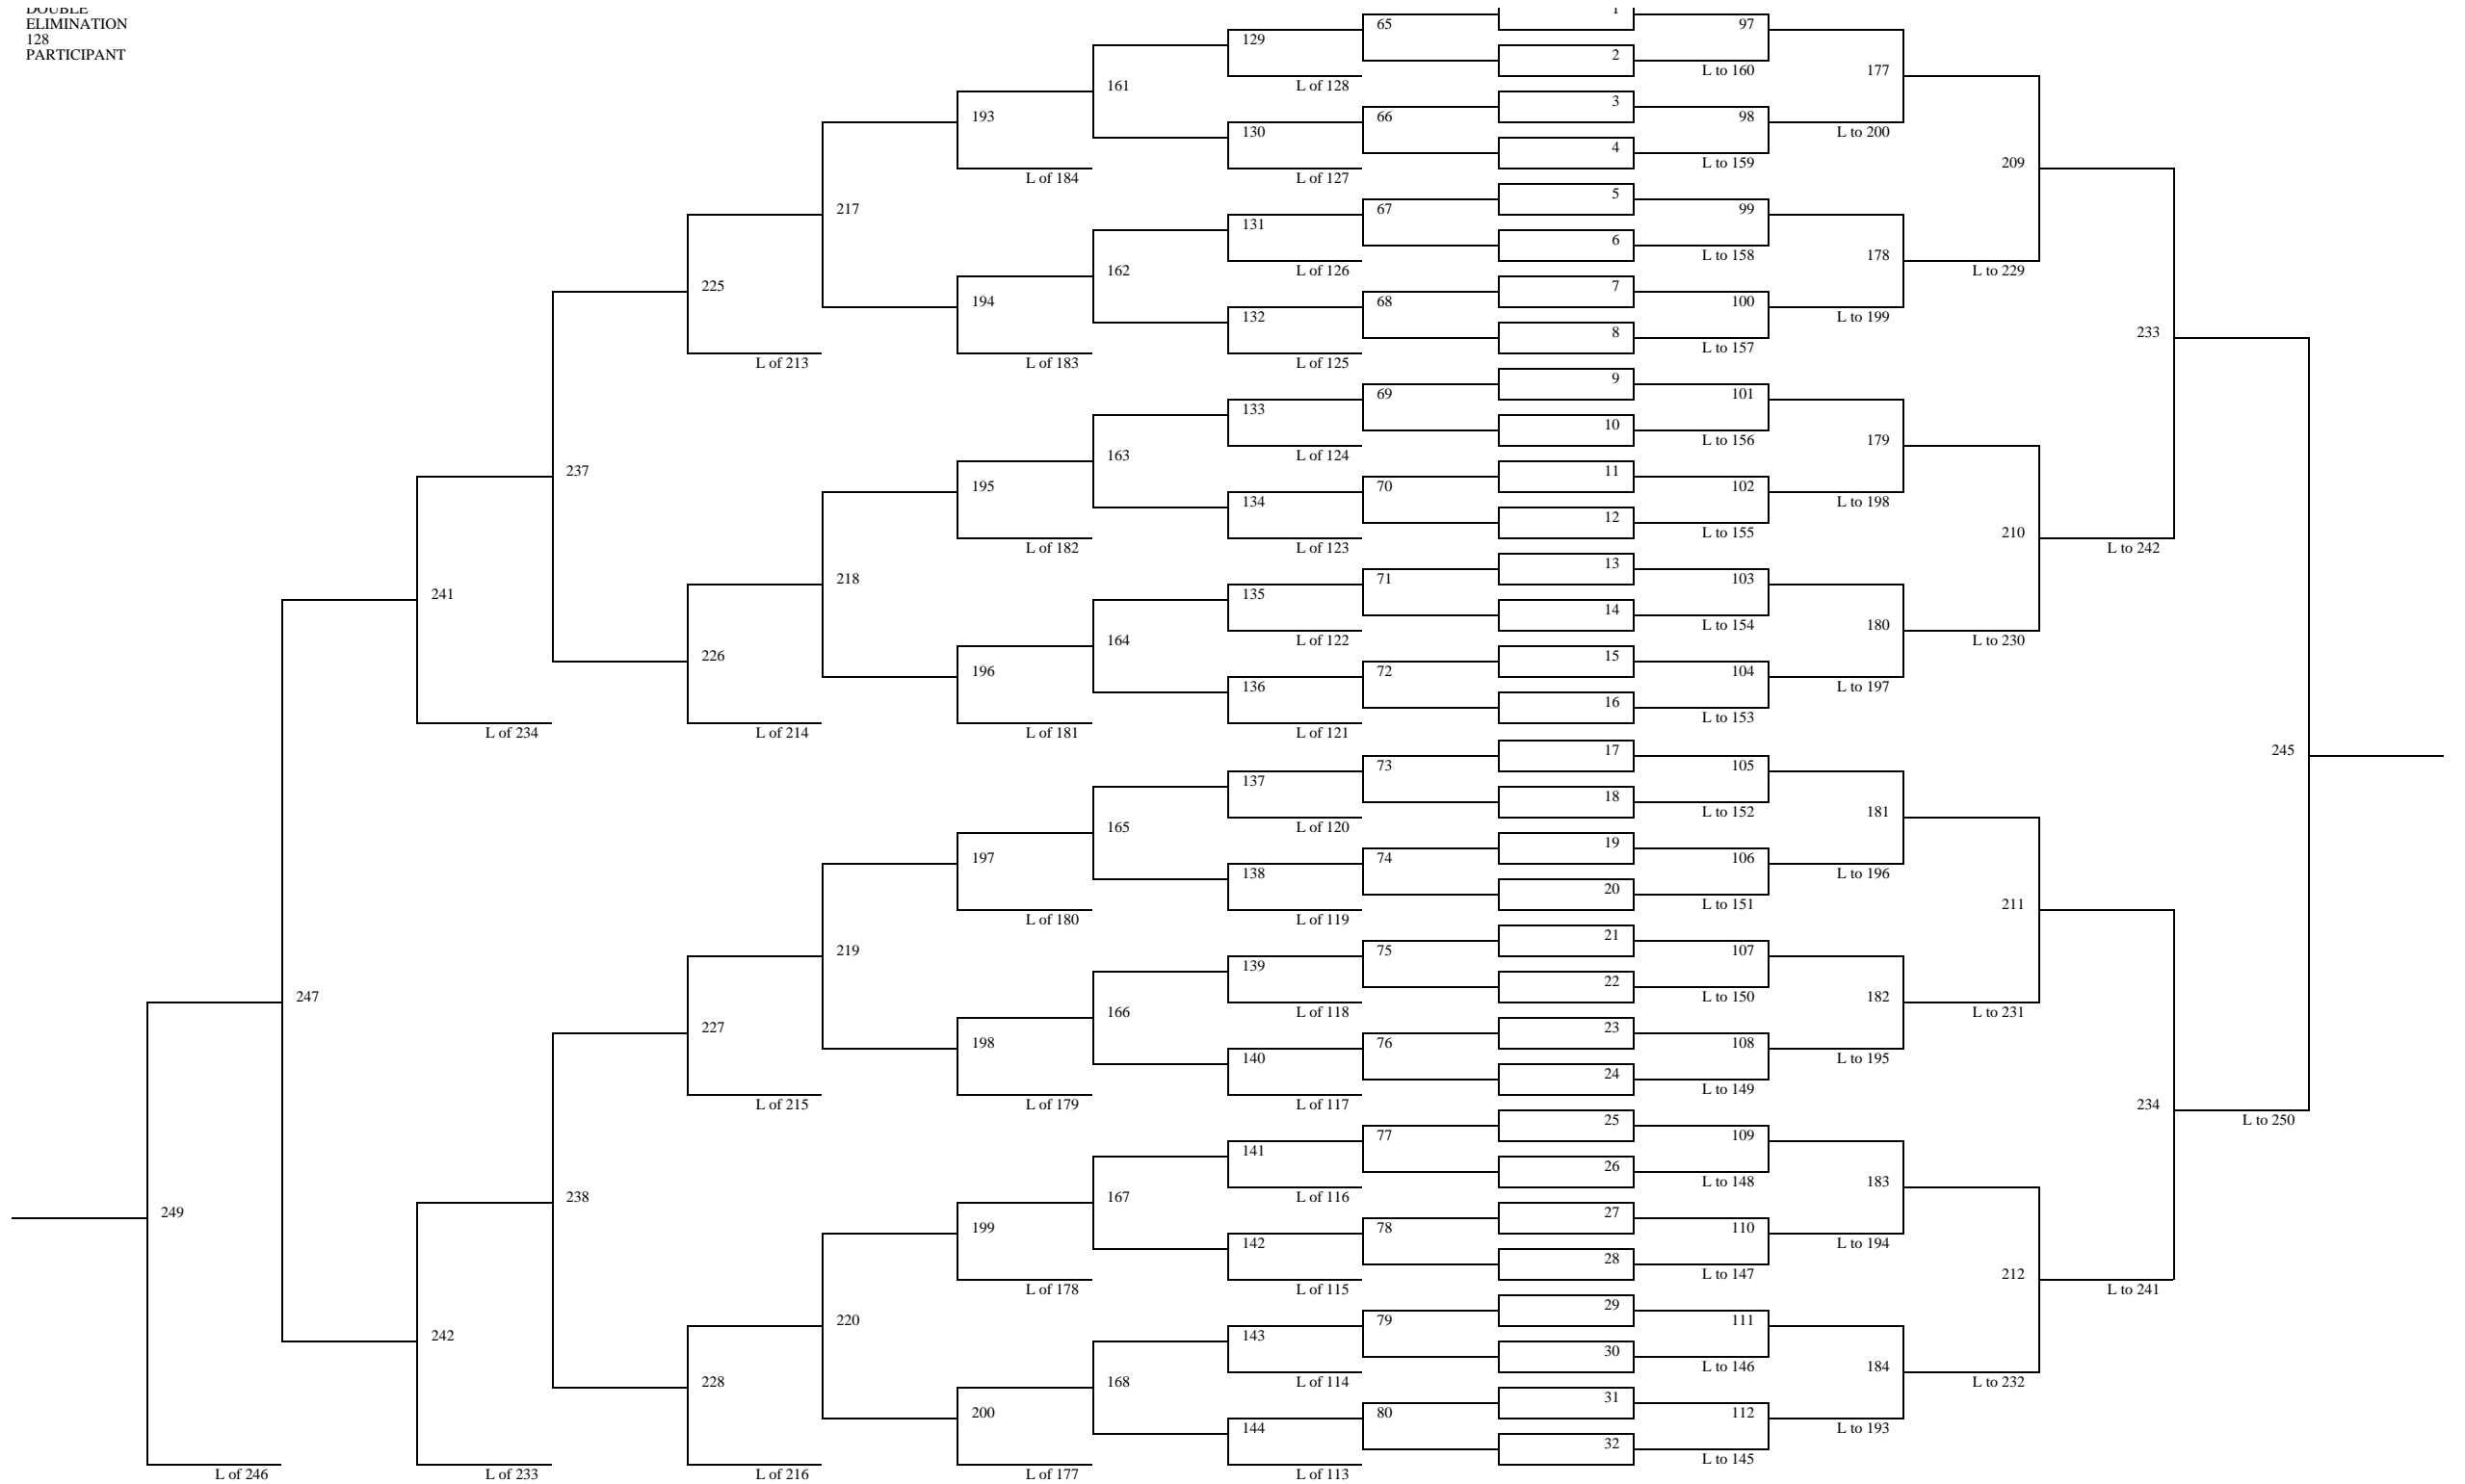 DOUBLE
ELIMINATION
128
PARTICIPANT
65 1 97
129
2
L to 160
177
161 L of 128
3
193 66 98
130 L to 200
4
L to 159
209
L of 184 L of 127
5
217 67 99
131
6
L to 158
178
162 L of 126 L to 229
7
225 194 68 100
132 L to 199
8
233
L to 157
L of 213 L of 183 L of 125
9
69 101
133
10
L to 156
179
163 L of 124
237 11
195 70 102
134 L to 198
12
L to 155
210
L of 182 L of 123 L to 242
13
218 71 103
135
241
14
L to 154
180
164 L of 122 L to 230
15
226 196 72 104
136 L to 197
16
L to 153
L of 234 L of 214 L of 181 L of 121
17
245
73 105
137
18
L to 152
181
165 L of 120
19
197 74 106
138 L to 196
20
L to 151
211
L of 180 L of 119
21
219 75 107
139
22
L to 150
247
182
166 L of 118 L to 231
23
227 198 76 108
140 L to 195
24
L to 149
234
L of 215 L of 179 L of 117
25
L to 250
77 109
141
26
L to 148
183
167 L of 116
238
249
27
199 78 110
142 L to 194
28
L to 147
212
L of 178 L of 115 L to 241
29
220 79 111
143
242
30
L to 146
184
168 L of 114 L to 232
228
31
200 80 112
144 L to 193
32
L to 145
L of 246 L of 233 L of 216 L of 177 L of 113